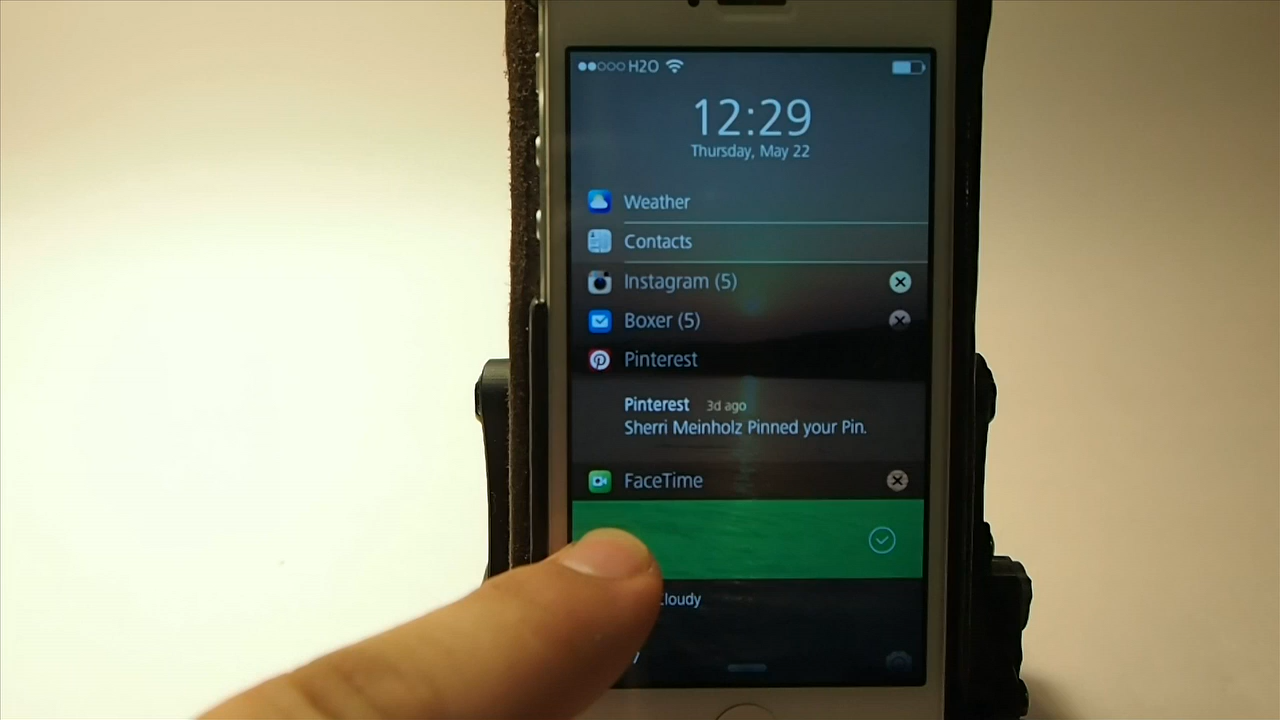 H2O
12:29
Thursday, May 22
Weather
Contacts
Instagram (5)
Boxer (5)
Pinterest
Pinterest 3d ago
Sherri Meinholz Pinned your Pin.
FaceTime
Cloudy